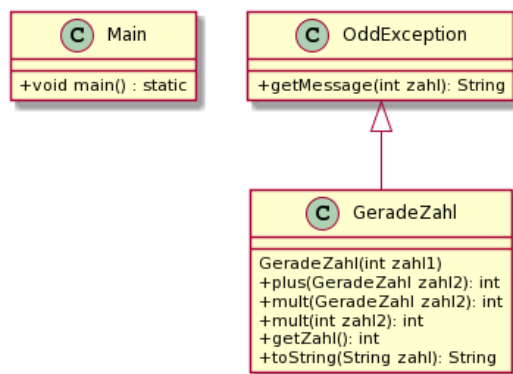 C Main
+void main() : static
C OddException
+getMessage(int zahl): String
C GeradeZahl
GeradeZahl(int zahl1)
+plus(GeradeZahl zahl2): int
+mult(GeradeZahl zahl2): int
+mult(int zahl2): int
+getZahl(): int
+toString(String zahl): String